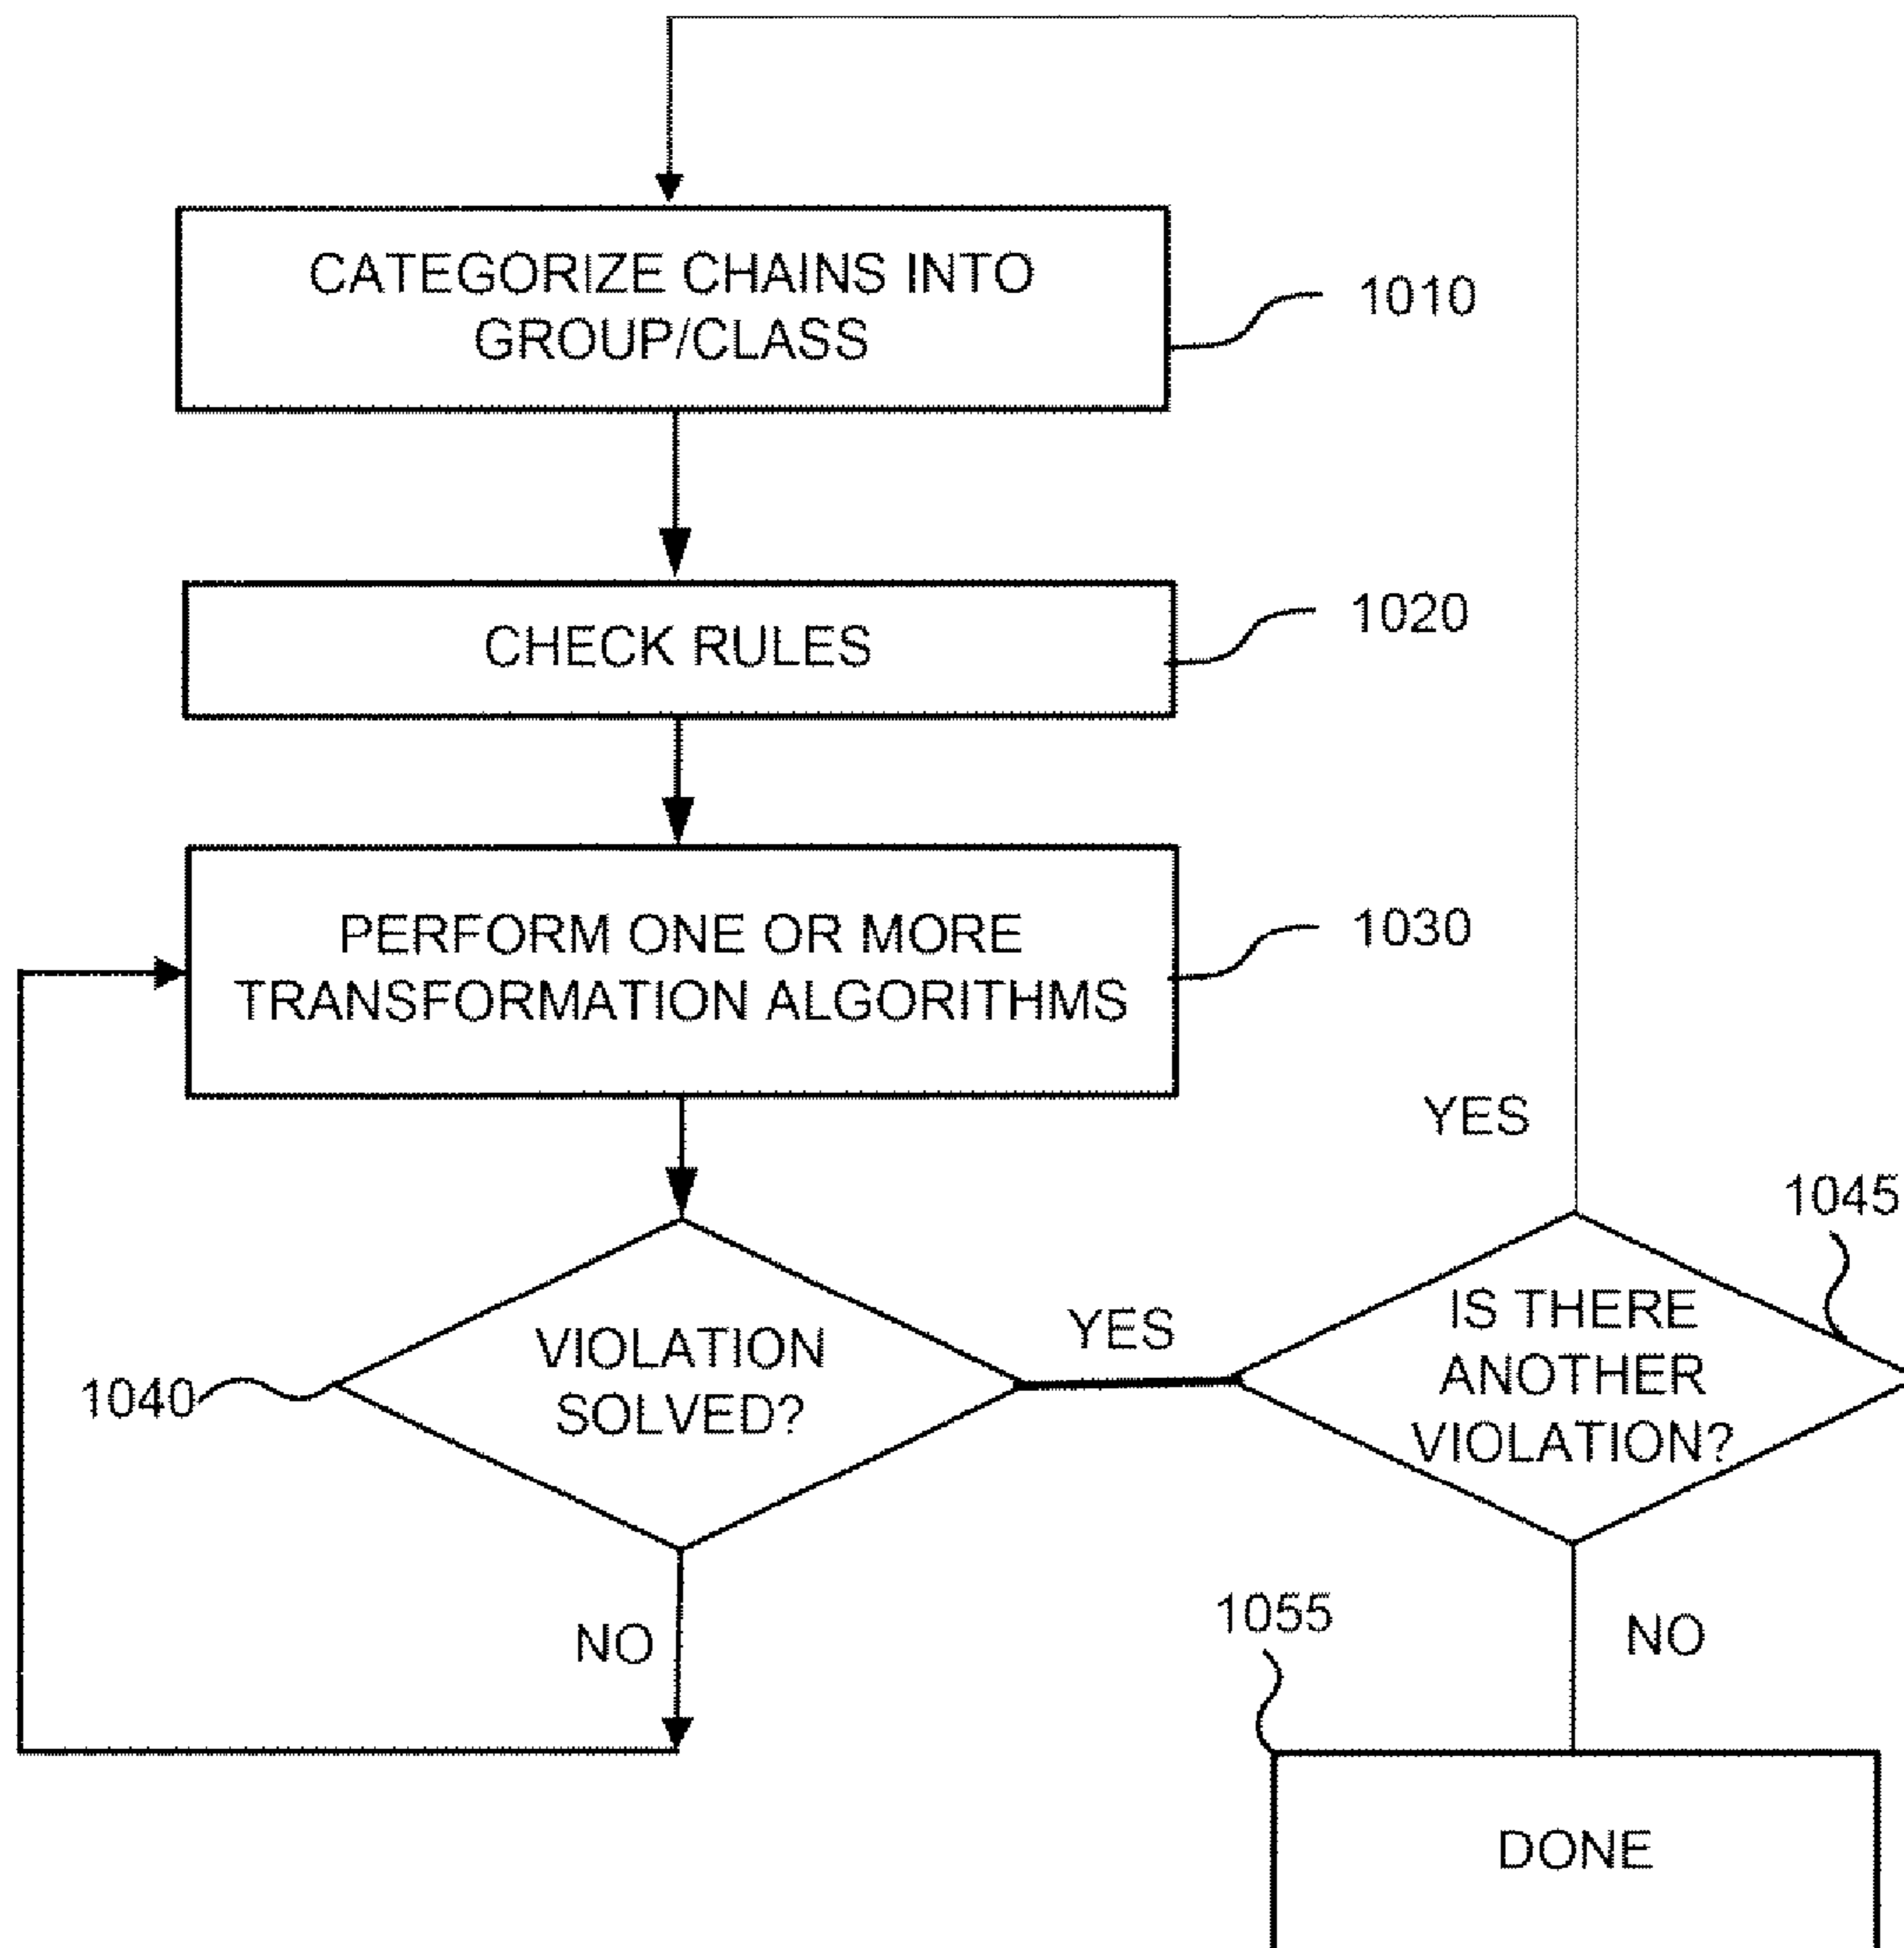 CATEGORIZE CHAINS INTO
GROUP/CLASS
1010
CHECK RULES
1020
PERFORM ONE OR MORE
TRANSFORMATION ALGORITHMS
1030
YES
1045
VIOLATION
SOLVED?
1040
YES
IS THERE
ANOTHER
VIOLATION?
NO
1055
NO
DONE